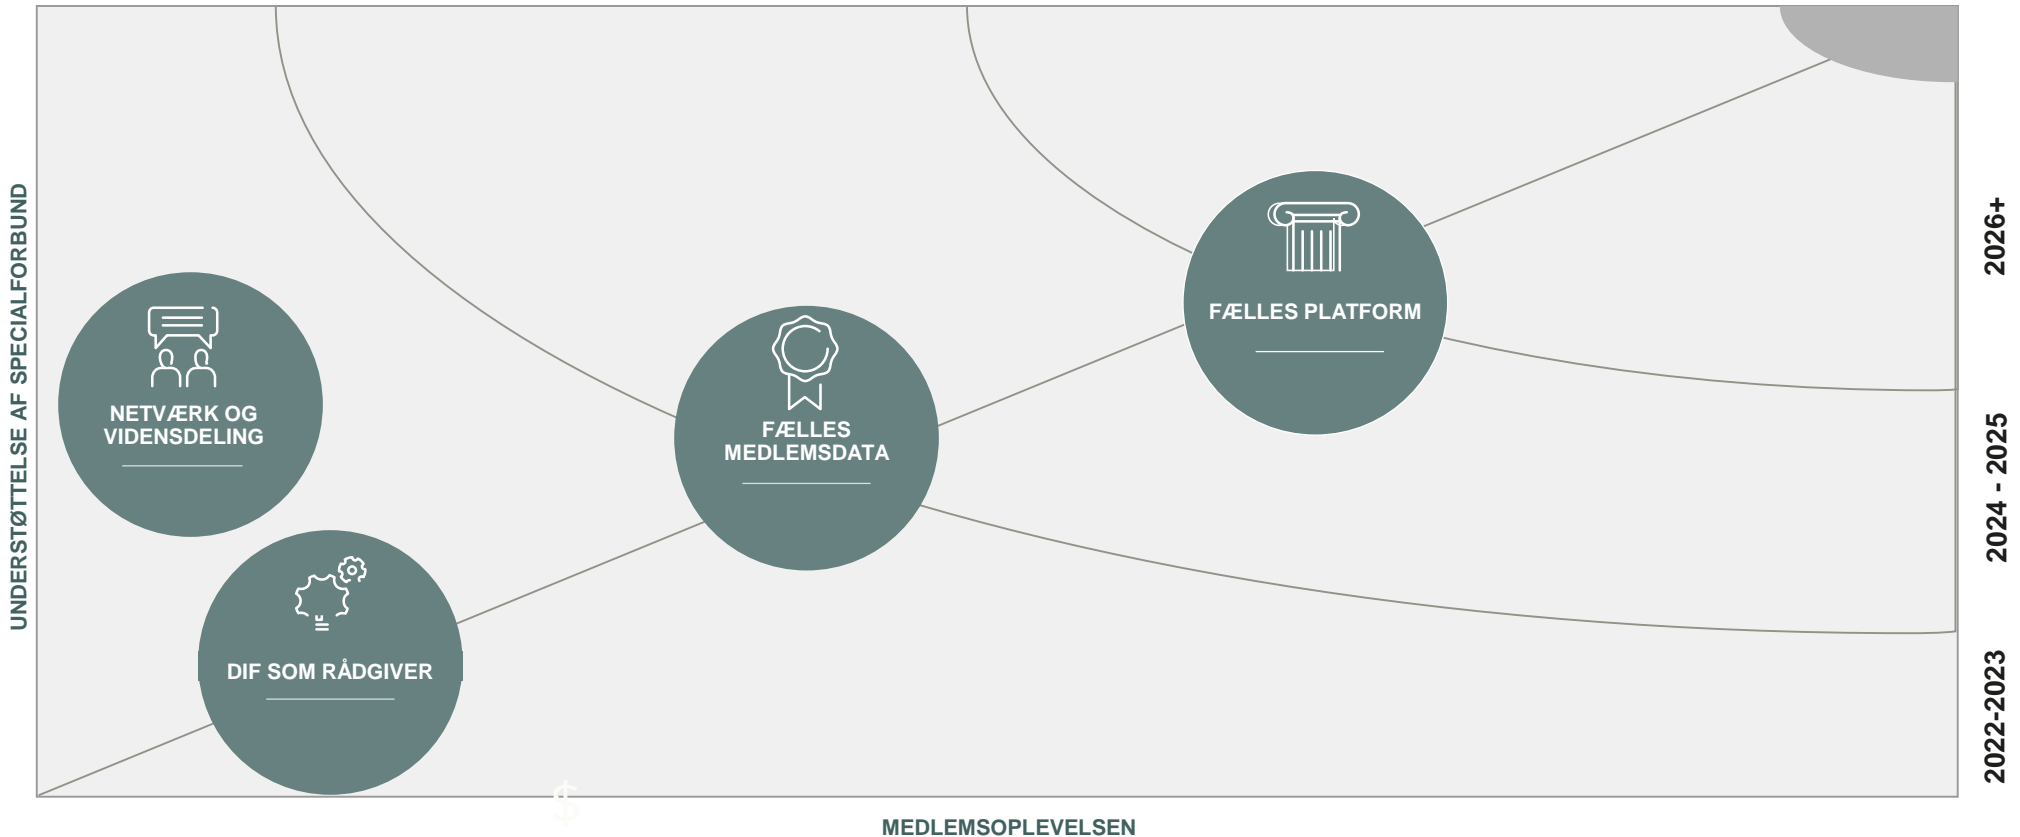 UNDERSTØTTELSE AF SPECIALFORBUND
NETVÆRK OG
VIDENSDELING
DIF SOM RÅDGIVER
FÆLLES
MEDLEMSDATA
FÆLLES PLATFORM
2026+
2024 - 2025
2022-2023
$
MEDLEMSOPLEVELSEN